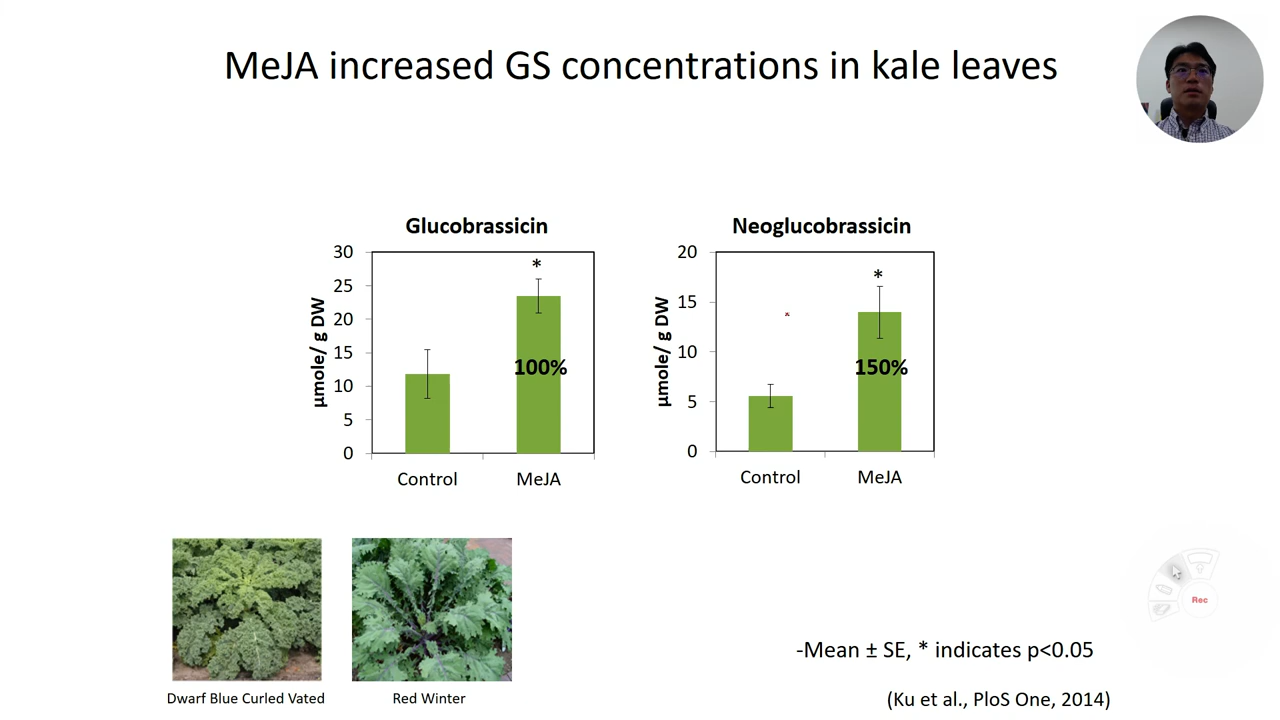 MeJA increased GS concentrations in kale leaves
Glucobrassicin
30
25
20
15
10
5
0
µmole/ g DW
*
100%
Control
MeJA
Neoglucobrassicin
20
15
10
5
0
µmole/ g DW
*
150%
Control
MeJA
Dwarf Blue Curled Vated
Red Winter
Rec
-Mean ± SE, * indicates p<0.05
(Ku et al., PloS One, 2014)